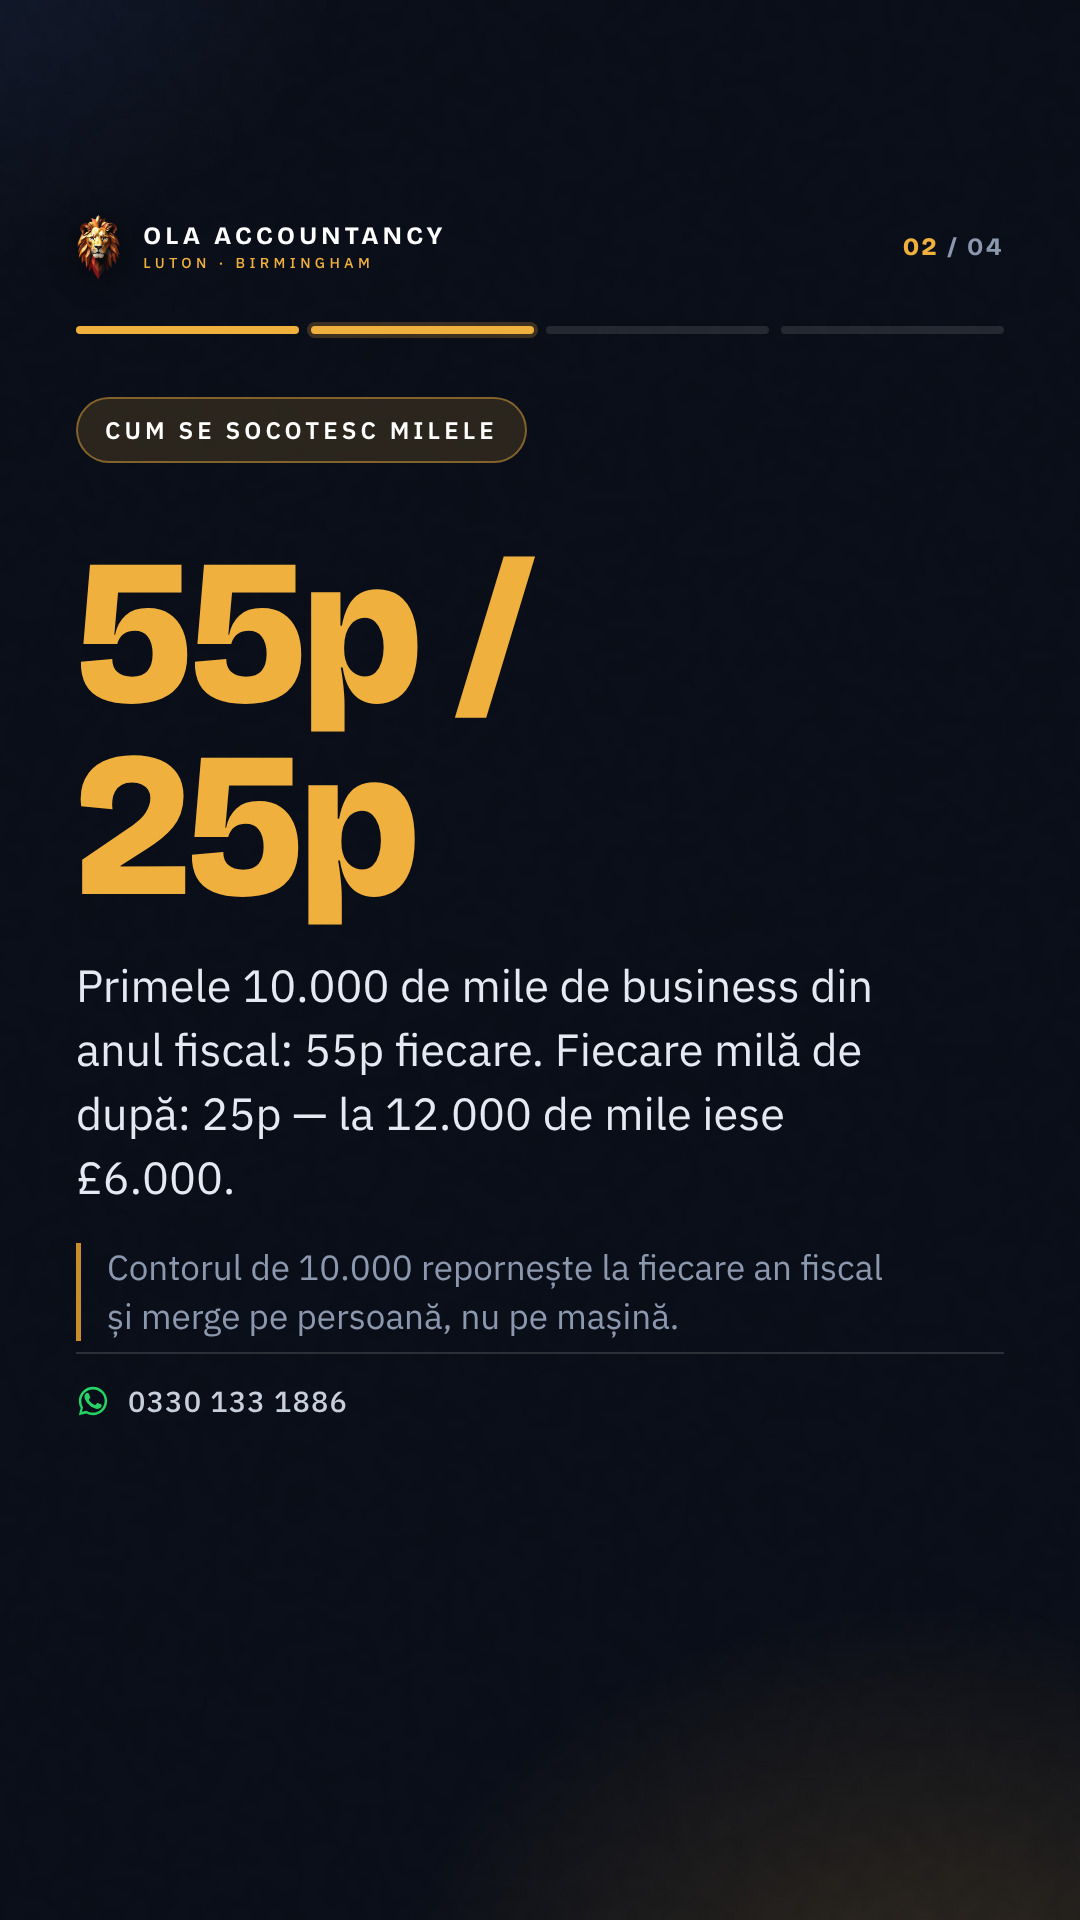 OLA ACCOUNTANCY
LUTON · BIRMINGHAM
02 / 04
CUM SE SOCOTESC MILELE
55p /
25p
Primele 10.000 de mile de business din
anul fiscal: 55p fiecare. Fiecare milă de
după: 25p — la 12.000 de mile iese
£6.000.
Contorul de 10.000 repornește la fiecare an fiscal
și merge pe persoană, nu pe mașină.
0330 133 1886